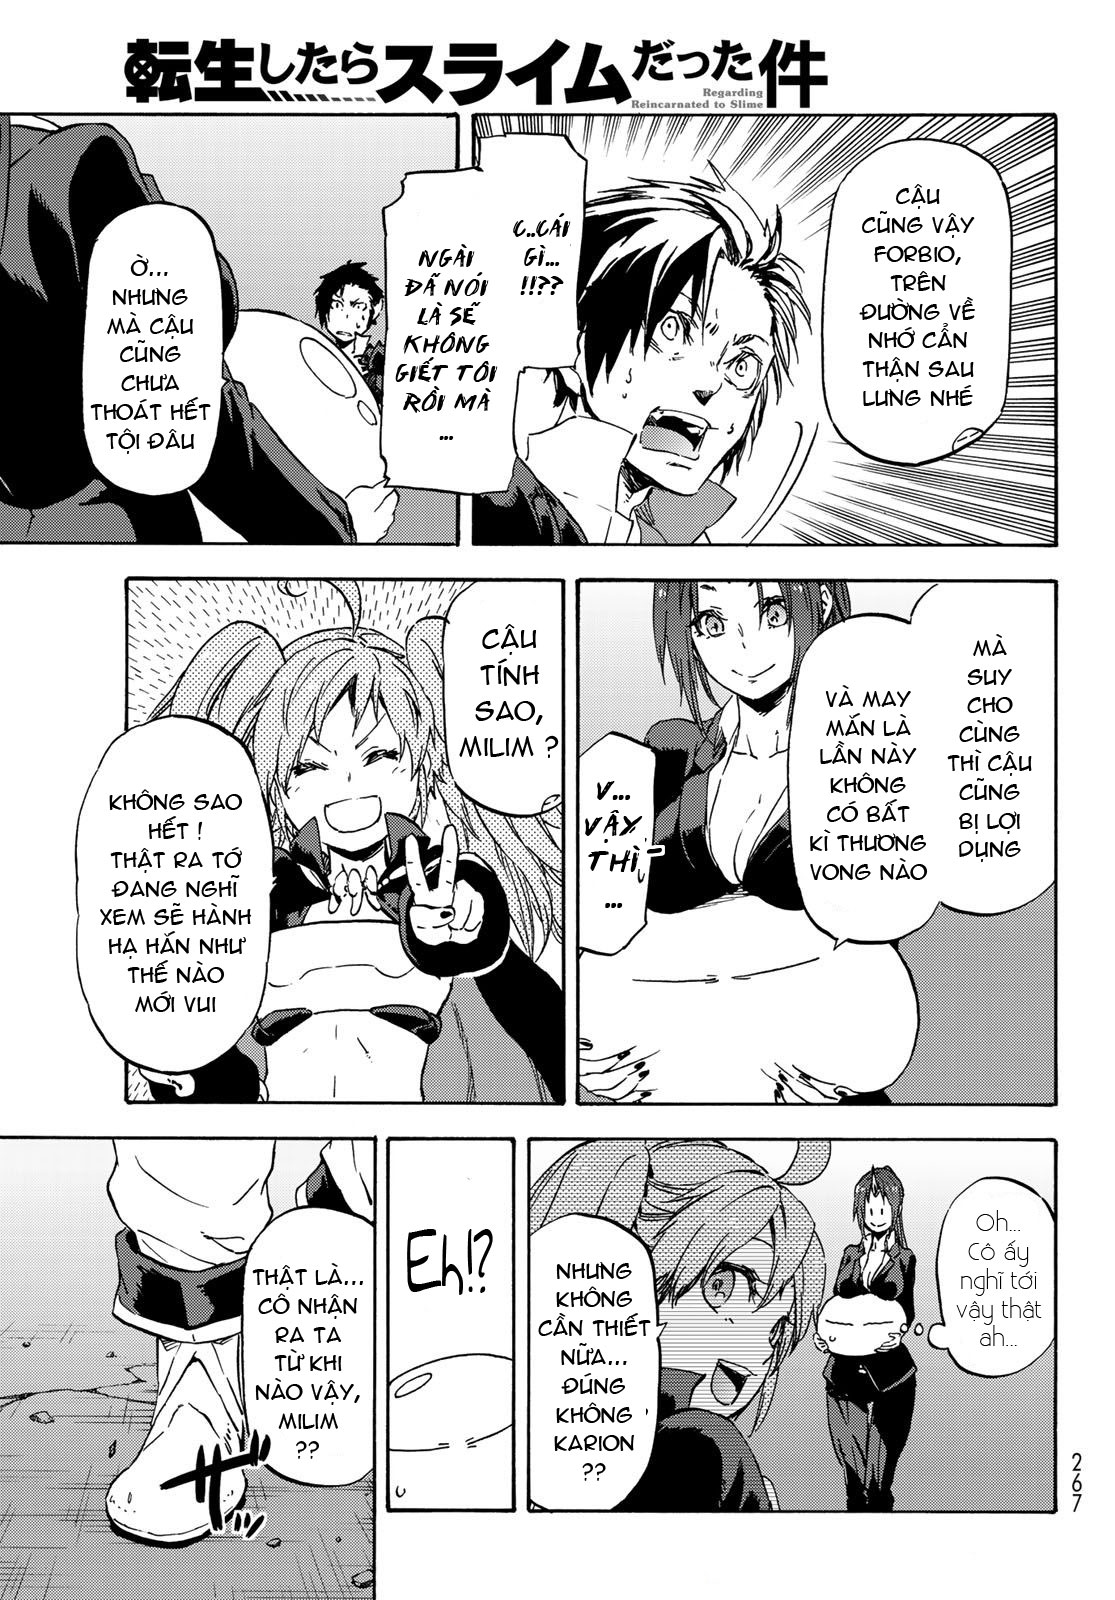 転生したらスライムだった件
Regarding
Reincarnated to Slime
CẬU
CŨNG VẬY
FORBIO,
TRÊN
ĐƯỜNG VỀ
NHỚ CẨN
THẬN SAU
LƯNG NHÉ
C..CÁI
GÌ...
!!??
NGÀI
ĐÃ NÓI
LÀ SẼ
KHÔNG
GIẾT TÔI
RỒI MÀ
...
Ờ...
NHƯNG
MÀ CẬU
CŨNG
CHƯA
THOÁT HẾT
TỘI ĐÂU
MÀ
SUY
CHO
CÙNG
THÌ CẬU
CŨNG
BỊ LỢI
DỤNG
VÀ MAY
MẮN LÀ
LẦN NÀY
KHÔNG
CÓ BẤT
KÌ THƯƠNG
VONG NÀO
V...
VẬY
THÌ
...
CẬU
TÍNH
SAO,
MILIM ?
KHÔNG SAO
HẾT !
THẬT RA TỚ
ĐANG NGHĨ
XEM SẼ HÀNH
HẠ HẮN NHƯ
THẾ NÀO
MỚI VUI
Oh...
Cô ấy
nghĩ tới
vậy thật
ah...
NHƯNG
KHÔNG
CẦN THIẾT
NỮA...
ĐÚNG
KHÔNG
KARION
??
Eh!?
THẬT LÀ...
CÔ NHẬN
RA TA
TỪ KHI
NÀO VẬY,
MILIM
??
ザッ
267